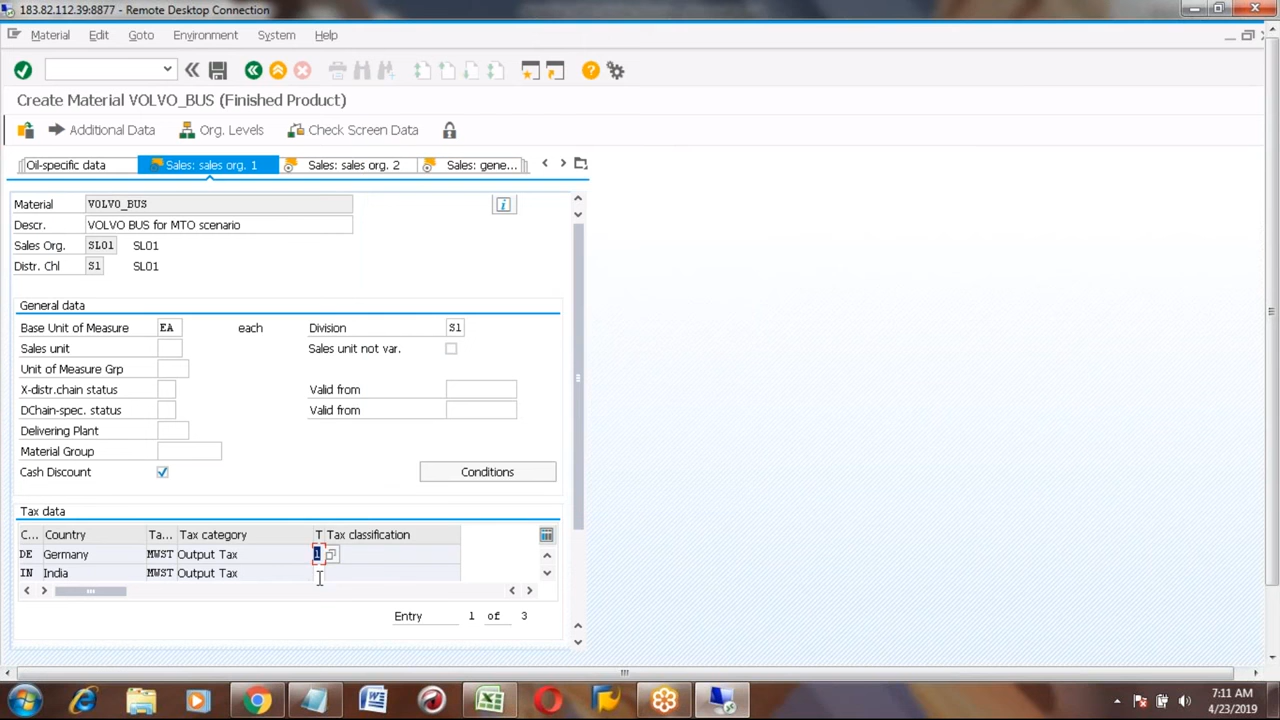 183.82.112.39:8877 - Remote Desktop Connection
Material Edit Goto Environment System Help
Create Material VOLVO_BUS (Finished Product)
Additional Data Org. Levels Check Screen Data
Oil-specific data Sales: sales org. 1 Sales: sales org. 2 Sales: gene...
Material VOLVO_BUS
Descr. VOLVO BUS for MTO scenario
Sales Org. SL01 SL01
Distr. Chl S1 SL01
General data
Base Unit of Measure EA each Division S1
Sales unit Sales unit not var.
Unit of Measure Grp
X-distr.chain status Valid from
DChain-spec. status Valid from
Delivering Plant
Material Group
Cash Discount Conditions
Tax data
C... Country Ta... Tax category T Tax classification
DE Germany MWST Output Tax 1
IN India MWST Output Tax
Entry 1 of 3
7:11 AM
4/23/2019